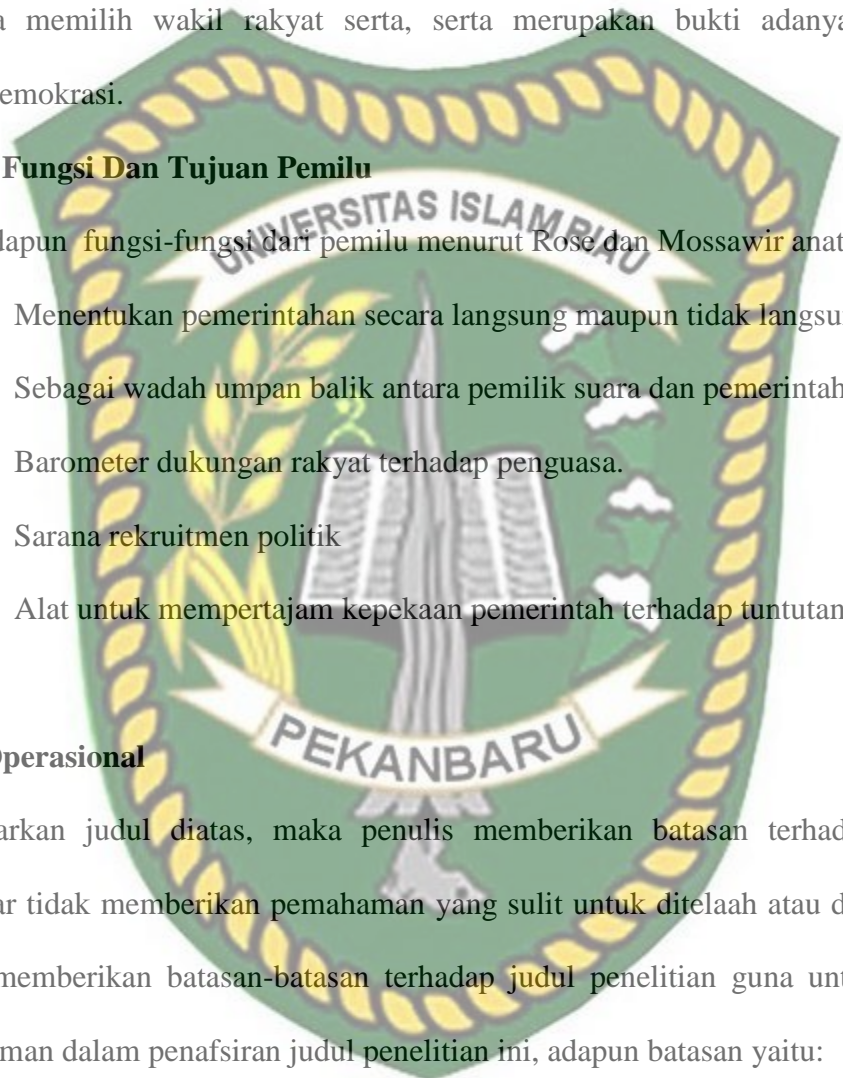 memilih wakil rakyat serta, serta merupakan bukti adanya
emokrasi.
Fungsi Dan Tujuan Pemilu
dapun fungsi-fungsi dari pemilu menurut Rose dan Mossawir anat
UNIVERSITAS ISLAM RIAU
Menentukan pemerintahan secara langsung maupun tidak langsu
Sebagai wadah umpan balik antara pemilik suara dan pemerintah
Barometer dukungan rakyat terhadap penguasa.
Sarana rekruitmen politik
Alat untuk mempertajam kepekaan pemerintah terhadap tuntutan
PEKANBARU
Operasional
arkan judul diatas, maka penulis memberikan batasan terhad
ar tidak memberikan pemahaman yang sulit untuk ditelaah atau d
memberikan batasan-batasan terhadap judul penelitian guna unt
man dalam penafsiran judul penelitian ini, adapun batasan yaitu: